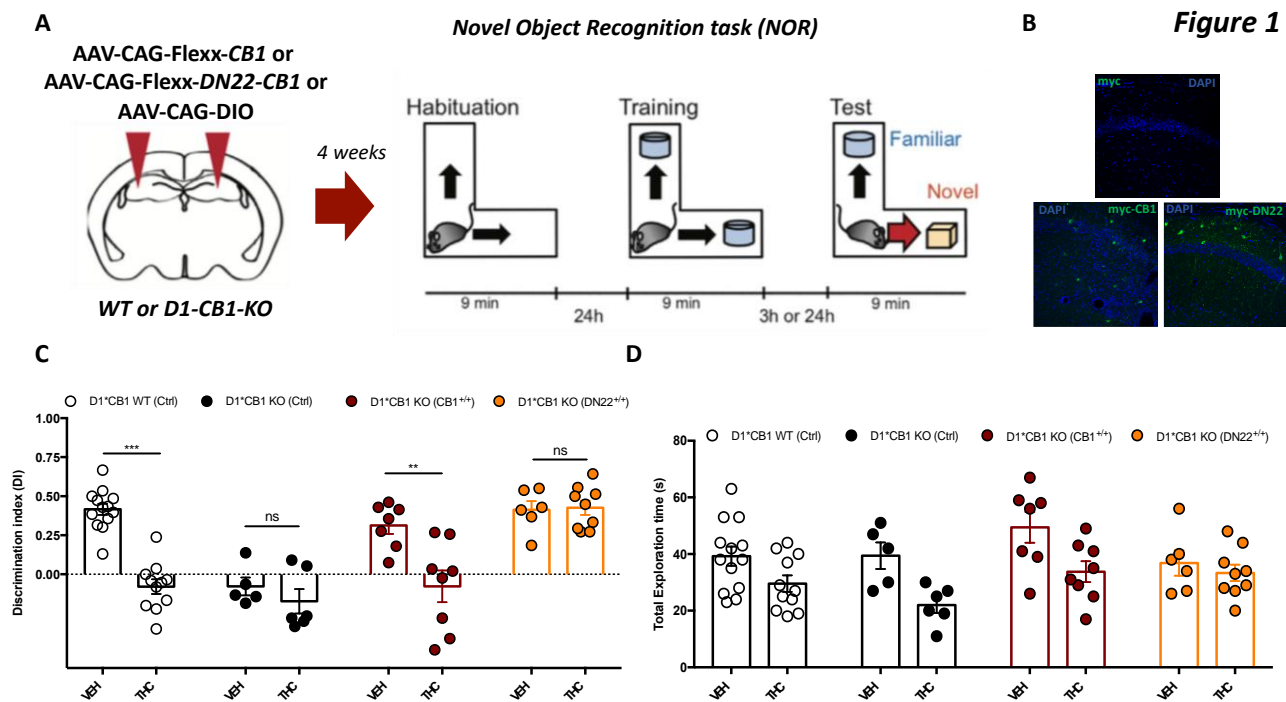 Figure 1
A
Novel Object Recognition task (NOR)
B
AAV-CAG-Flexx-CB1 or
AAV-CAG-Flexx-DN22-CB1 or
AAV-CAG-DIO
4 weeks
WT or D1-CB1-KO
Habituation
Training
Test
Familiar
Novel
9 min
24h
9 min
3h or 24h
9 min
myc
DAPI
DAPI
myc-CB1
DAPI
myc-DN22
C
D1*CB1 WT (Ctrl)
D1*CB1 KO (Ctrl)
D1*CB1 KO (CB1+/+)
D1*CB1 KO (DN22+/+)
Discrimination index (DI)
1.00
0.75
0.50
0.25
0.00
***
ns
**
ns
VEH
THC
VEH
THC
VEH
THC
VEH
THC
D
D1*CB1 WT (Ctrl)
D1*CB1 KO (Ctrl)
D1*CB1 KO (CB1+/+)
D1*CB1 KO (DN22+/+)
Total Exploration time (s)
80
60
40
20
0
VEH
THC
VEH
THC
VEH
THC
VEH
THC